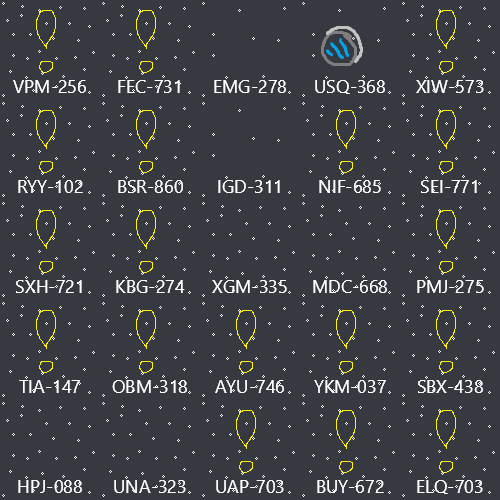 VPM-256 FEC-731 EMG-278 USQ-368 XIW-573
RYY-102 BSR-860 IGD-311 NIF-685 SEI-771
SXH-721 KBG-274 XGM-335 MDC-668 PMJ-275
TIA-147 OBM-318 AYU-746 YKM-037 SBX-438
HPJ-088 UNA-323 UAP-703 BUY-672 ELQ-703